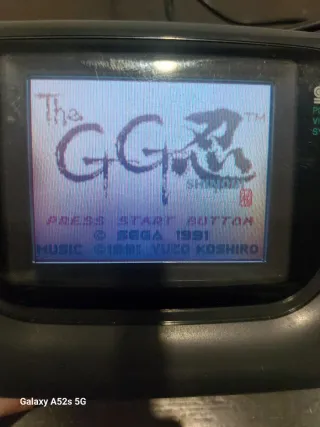 The GG忍 TM
SHINOBI
PRESS START BUTTON
© SEGA 1991
MUSIC ©1991 YUZO KOSHIRO
Galaxy A52s 5G